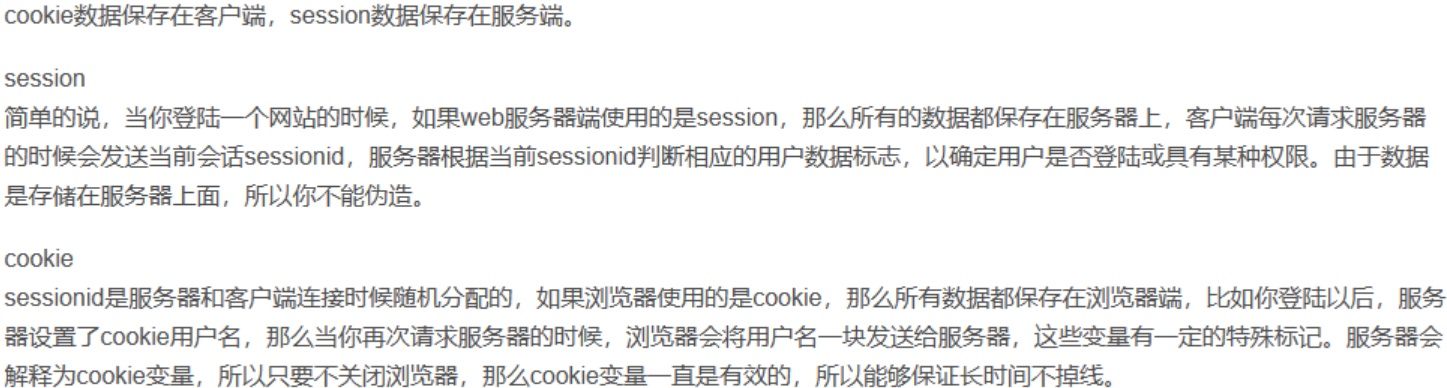 cookie数据保存在客户端，session数据保存在服务端。
session
简单的说，当你登陆一个网站的时候，如果web服务器端使用的是session，那么所有的数据都保存在服务器上，客户端每次请求服务器
的时候会发送当前会话sessionid，服务器根据当前sessionid判断相应的用户数据标志，以确定用户是否登陆或具有某种权限。由于数据
是存储在服务器上面，所以你不能伪造。
cookie
sessionid是服务器和客户端连接时候随机分配的，如果浏览器使用的是cookie，那么所有数据都保存在浏览器端，比如你登陆以后，服务
器设置了cookie用户名，那么当你再次请求服务器的时候，浏览器会将用户名一块发送给服务器，这些变量有一定的特殊标记。服务器会
解释为cookie变量，所以只要不关闭浏览器，那么cookie变量一直是有效的，所以能够保证长时间不掉线。